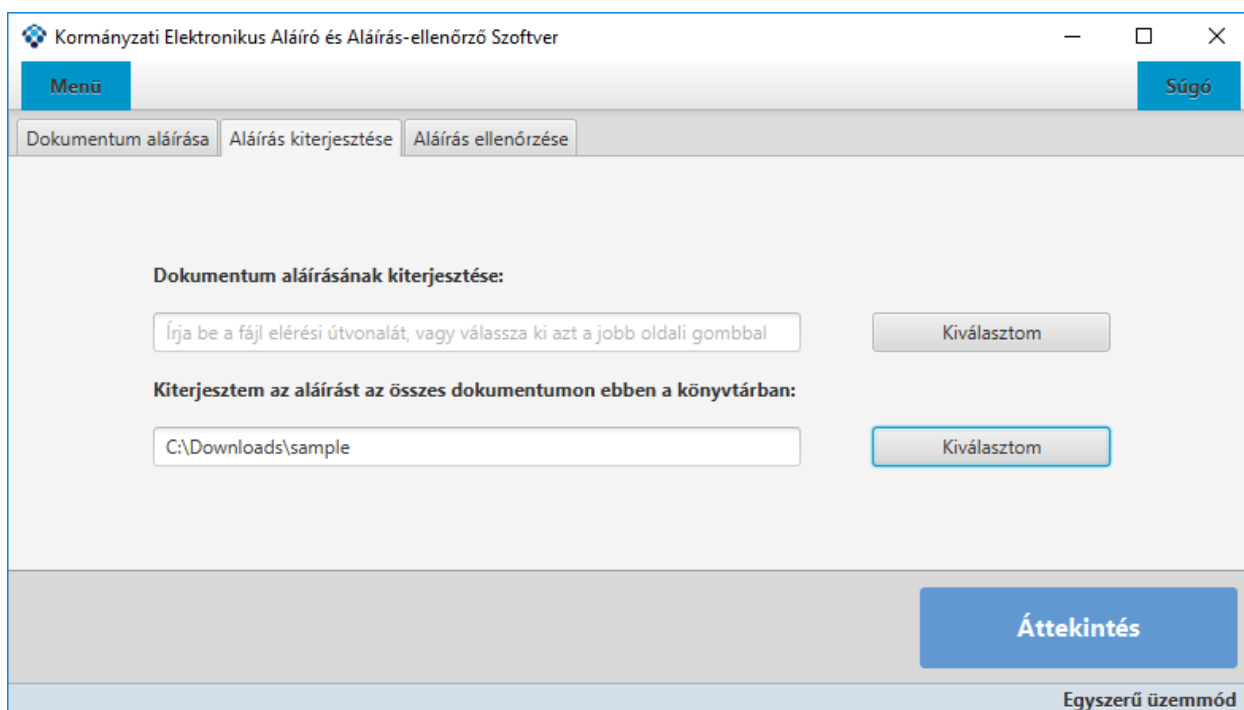 Kormányzati Elektronikus Aláíró és Aláírás-ellenőrző Szoftver
Menü
Súgó
Dokumentum aláírása
Aláírás kiterjesztése
Aláírás ellenőrzése
Dokumentum aláírásának kiterjesztése:
Írja be a fájl elérési útvonalát, vagy válassza ki azt a jobb oldali gombbal
Kiválasztom
Kiterjesztem az aláírást az összes dokumentumon ebben a könyvtárban:
C:\Downloads\sample
Kiválasztom
Áttekintés
Egyszerű üzemmód